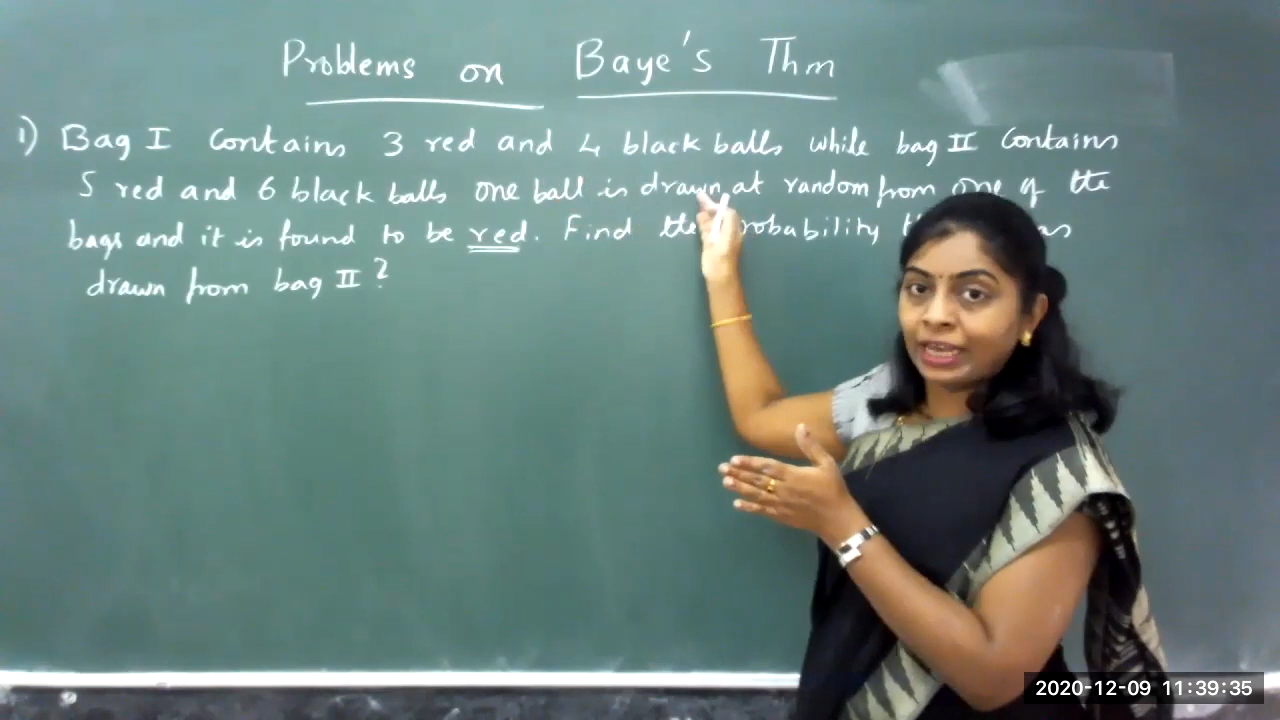 Problems on Baye's Thm
1) Bag I Contains 3 red and 4 black balls while bag II Contains
5 red and 6 black balls one ball is drawn at random from one of the
bags and it is found to be red. Find the probability
drawn from bag II ?
2020-12-09 11:39:35